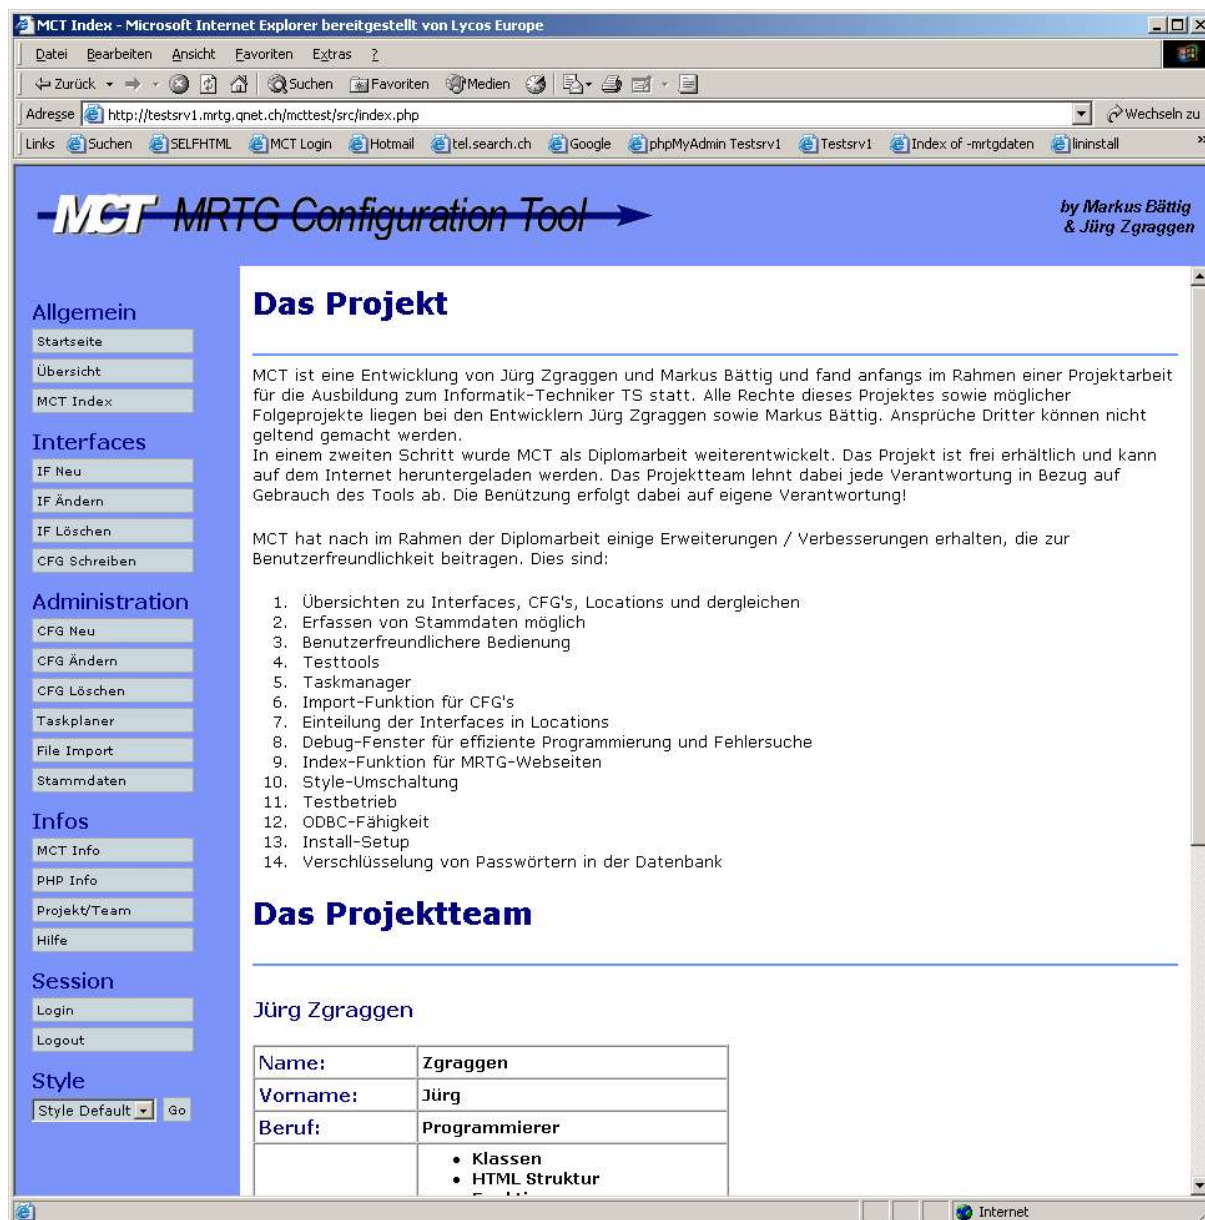 MCT Index - Microsoft Internet Explorer bereitgestellt von Lycos Europe
Datei Bearbeiten Ansicht Favoriten Extras ?
Zurück Suchen Favoriten Medien
Adresse http://testsrv1.mrtg.qnet.ch/mcttest/src/index.php Wechseln zu
Links Suchen SELFHTML MCT Login Hotmail tel.search.ch Google phpMyAdmin Testsrv1 Testsrv1 Index of -mrtgdaten lininstall »
MCT MRTG Configuration Tool
by Markus Bättig
& Jürg Zgraggen
Allgemein
Startseite
Übersicht
MCT Index
Interfaces
IF Neu
IF Ändern
IF Löschen
CFG Schreiben
Administration
CFG Neu
CFG Ändern
CFG Löschen
Taskplaner
File Import
Stammdaten
Infos
MCT Info
PHP Info
Projekt/Team
Hilfe
Session
Login
Logout
Style
Style Default Go
Das Projekt
MCT ist eine Entwicklung von Jürg Zgraggen und Markus Bättig und fand anfangs im Rahmen einer Projektarbeit
für die Ausbildung zum Informatik-Techniker TS statt. Alle Rechte dieses Projektes sowie möglicher
Folgeprojekte liegen bei den Entwicklern Jürg Zgraggen sowie Markus Bättig. Ansprüche Dritter können nicht
geltend gemacht werden.
In einem zweiten Schritt wurde MCT als Diplomarbeit weiterentwickelt. Das Projekt ist frei erhältlich und kann
auf dem Internet heruntergeladen werden. Das Projektteam lehnt dabei jede Verantwortung in Bezug auf
Gebrauch des Tools ab. Die Benützung erfolgt dabei auf eigene Verantwortung!
MCT hat nach im Rahmen der Diplomarbeit einige Erweiterungen / Verbesserungen erhalten, die zur
Benutzerfreundlichkeit beitragen. Dies sind:
1. Übersichten zu Interfaces, CFG's, Locations und dergleichen
2. Erfassen von Stammdaten möglich
3. Benutzerfreundlichere Bedienung
4. Testtools
5. Taskmanager
6. Import-Funktion für CFG's
7. Einteilung der Interfaces in Locations
8. Debug-Fenster für effiziente Programmierung und Fehlersuche
9. Index-Funktion für MRTG-Webseiten
10. Style-Umschaltung
11. Testbetrieb
12. ODBC-Fähigkeit
13. Install-Setup
14. Verschlüsselung von Passwörtern in der Datenbank
Das Projektteam
Jürg Zgraggen
Name: Zgraggen
Vorname: Jürg
Beruf: Programmierer
• Klassen
• HTML Struktur
Internet